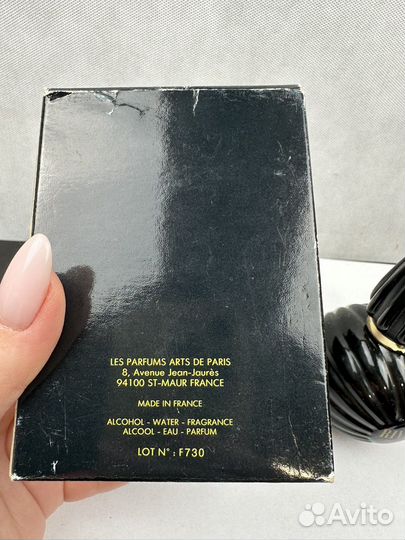 LES PARFUMS ARTS DE PARIS
8, Avenue Jean-Jaurès
94100 ST-MAUR FRANCE
MADE IN FRANCE
ALCOHOL - WATER - FRAGRANCE
ALCOOL - EAU - PARFUM
LOT N° : F730
Avito